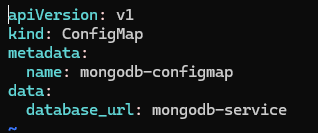 apiVersion: v1
kind: ConfigMap
metadata:
  name: mongodb-configmap
data:
  database_url: mongodb-service
~